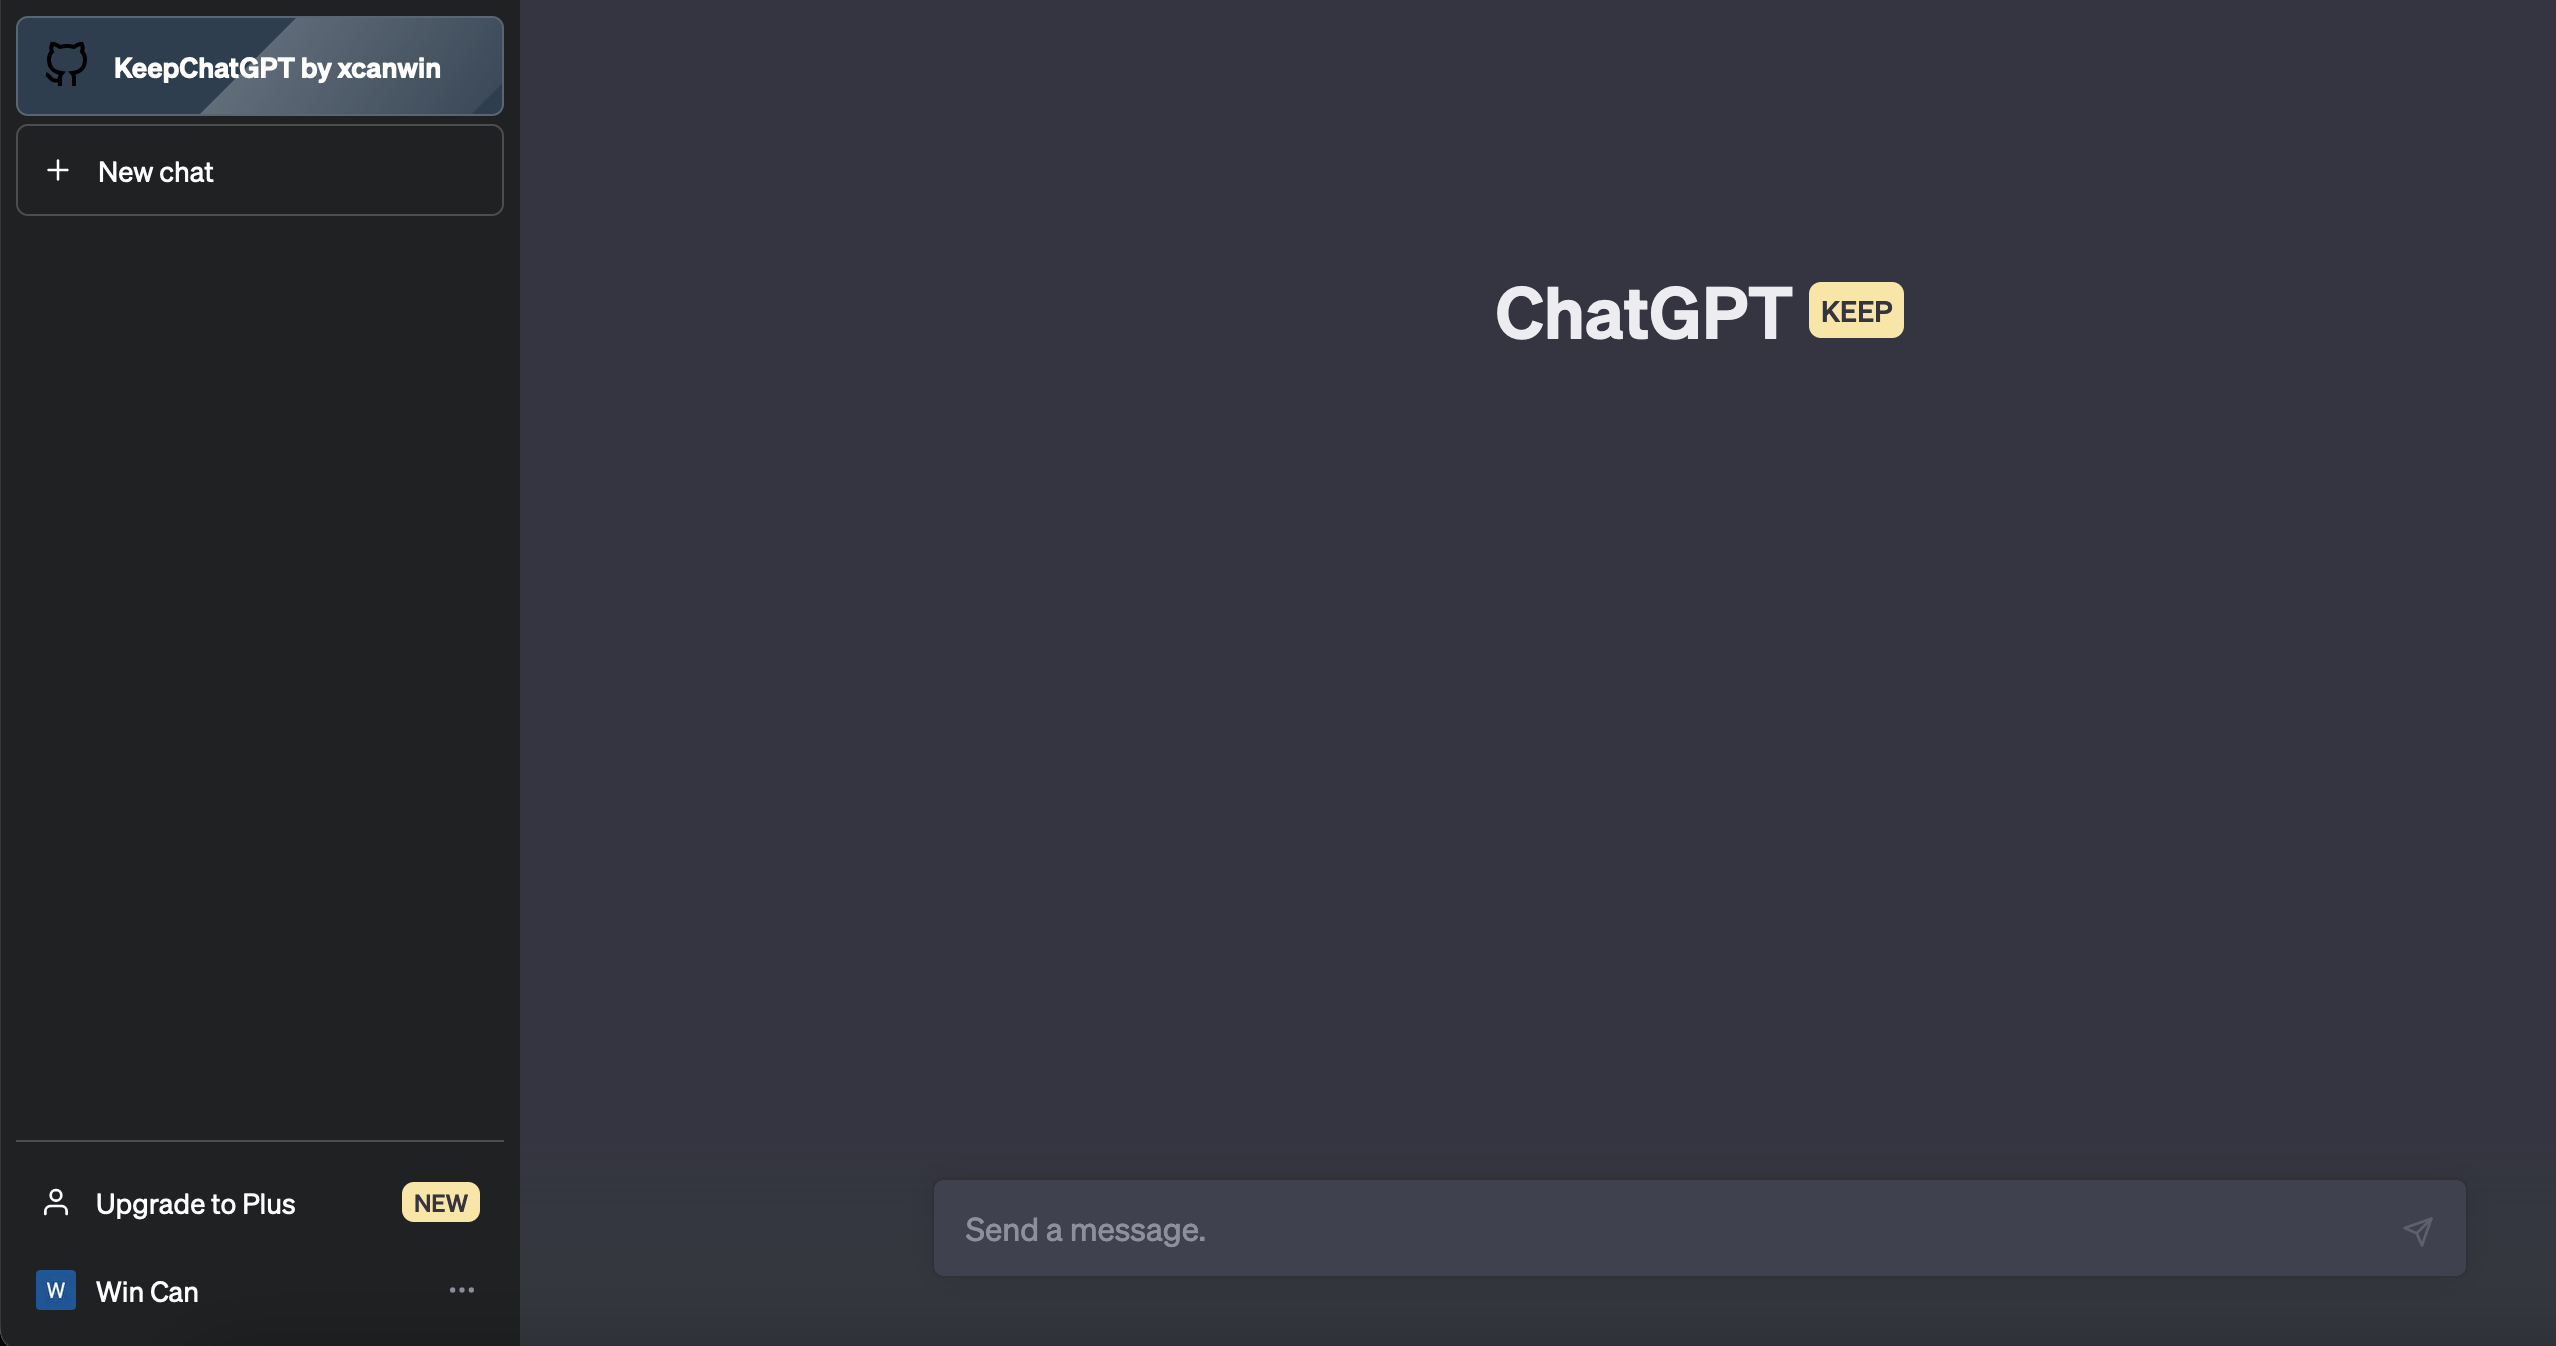 KeepChatGPT by xcanwin
New chat
ChatGPT KEEP
Send a message.
Upgrade to Plus NEW
W Win Can